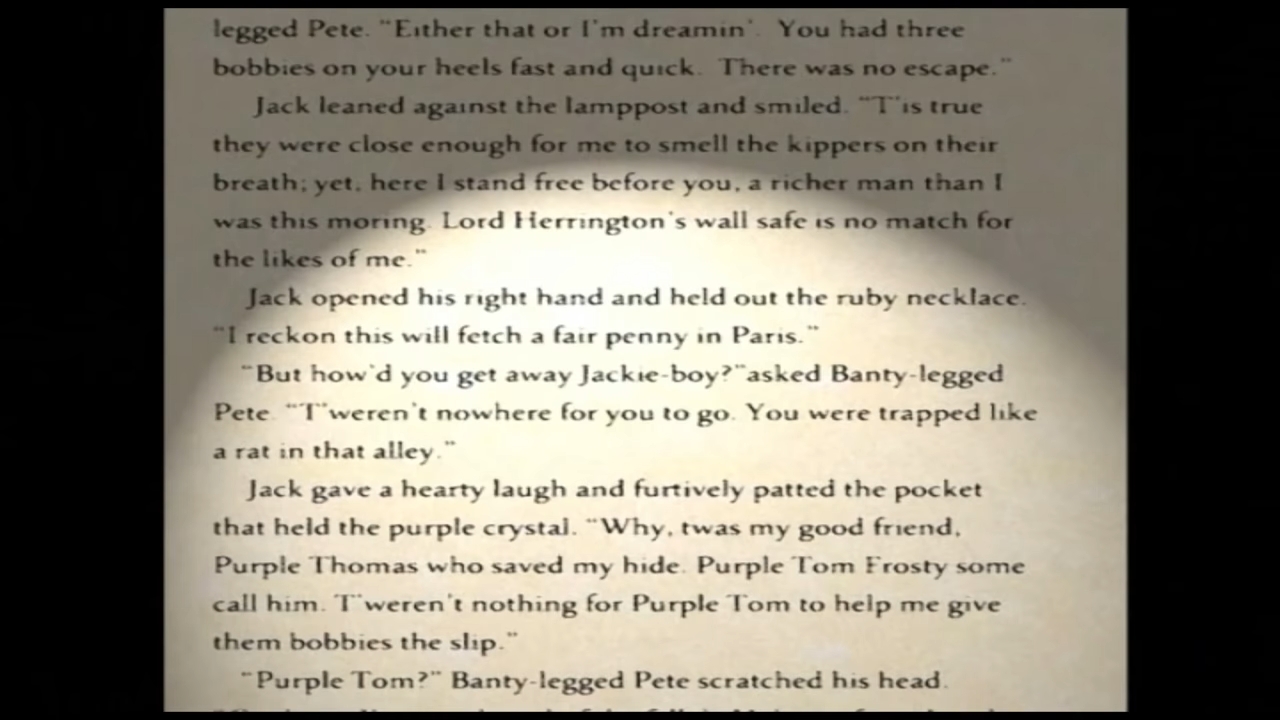 legged Pete. "Either that or I'm dreamin'. You had three
bobbies on your heels fast and quick. There was no escape."
Jack leaned against the lamppost and smiled. "T'is true
they were close enough for me to smell the kippers on their
breath; yet, here I stand free before you, a richer man than I
was this moring. Lord Herrington's wall safe is no match for
the likes of me."
Jack opened his right hand and held out the ruby necklace.
"I reckon this will fetch a fair penny in Paris."
"But how'd you get away Jackie-boy?"asked Banty-legged
Pete. "T'weren't nowhere for you to go. You were trapped like
a rat in that alley."
Jack gave a hearty laugh and furtively patted the pocket
that held the purple crystal. "Why, twas my good friend,
Purple Thomas who saved my hide. Purple Tom Frosty some
call him. T'weren't nothing for Purple Tom to help me give
them bobbies the slip."
"Purple Tom?" Banty-legged Pete scratched his head.